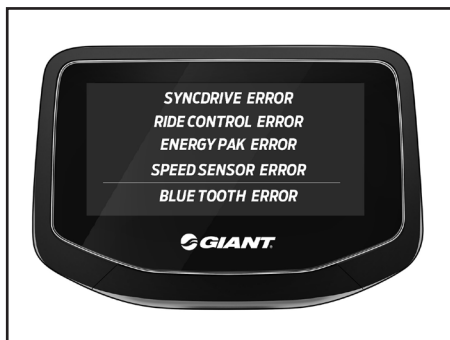 SYNCDRIVE ERROR
RIDE CONTROL ERROR
ENERGY PAK ERROR
SPEED SENSOR ERROR
BLUE TOOTH ERROR
GIANT